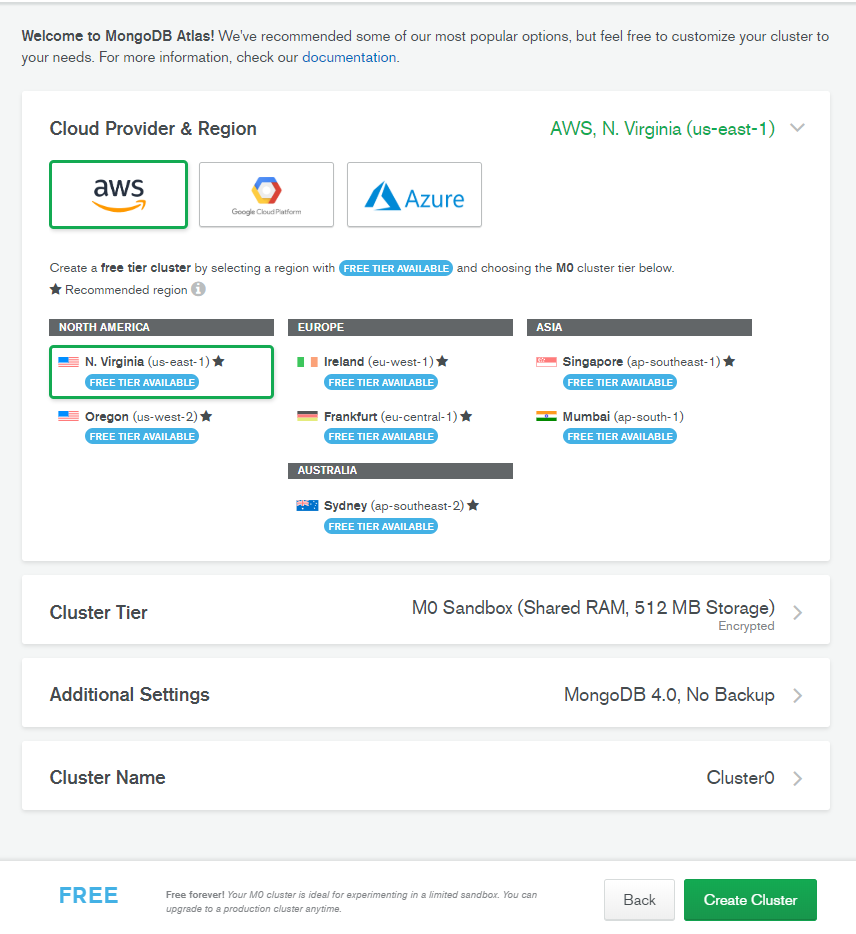 Welcome to MongoDB Atlas! We've recommended some of our most popular options, but feel free to customize your cluster to
your needs. For more information, check our documentation.
Cloud Provider & Region
AWS, N. Virginia (us-east-1)
aws
Google Cloud Platform
Azure
Create a free tier cluster by selecting a region with FREE TIER AVAILABLE and choosing the M0 cluster tier below.
★ Recommended region i
NORTH AMERICA
N. Virginia (us-east-1) ★
FREE TIER AVAILABLE
Oregon (us-west-2) ★
FREE TIER AVAILABLE
EUROPE
Ireland (eu-west-1) ★
FREE TIER AVAILABLE
Frankfurt (eu-central-1) ★
FREE TIER AVAILABLE
AUSTRALIA
Sydney (ap-southeast-2) ★
FREE TIER AVAILABLE
ASIA
Singapore (ap-southeast-1) ★
FREE TIER AVAILABLE
Mumbai (ap-south-1)
FREE TIER AVAILABLE
Cluster Tier
M0 Sandbox (Shared RAM, 512 MB Storage)
Encrypted
Additional Settings
MongoDB 4.0, No Backup
Cluster Name
Cluster0
FREE
Free forever! Your M0 cluster is ideal for experimenting in a limited sandbox. You can
upgrade to a production cluster anytime.
Back
Create Cluster